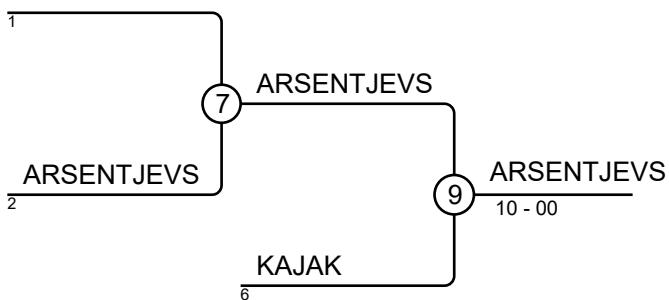 1
ARSENTJEVS
7
ARSENTJEVS
2
ARSENTJEVS
9
10 - 00
KAJAK
6